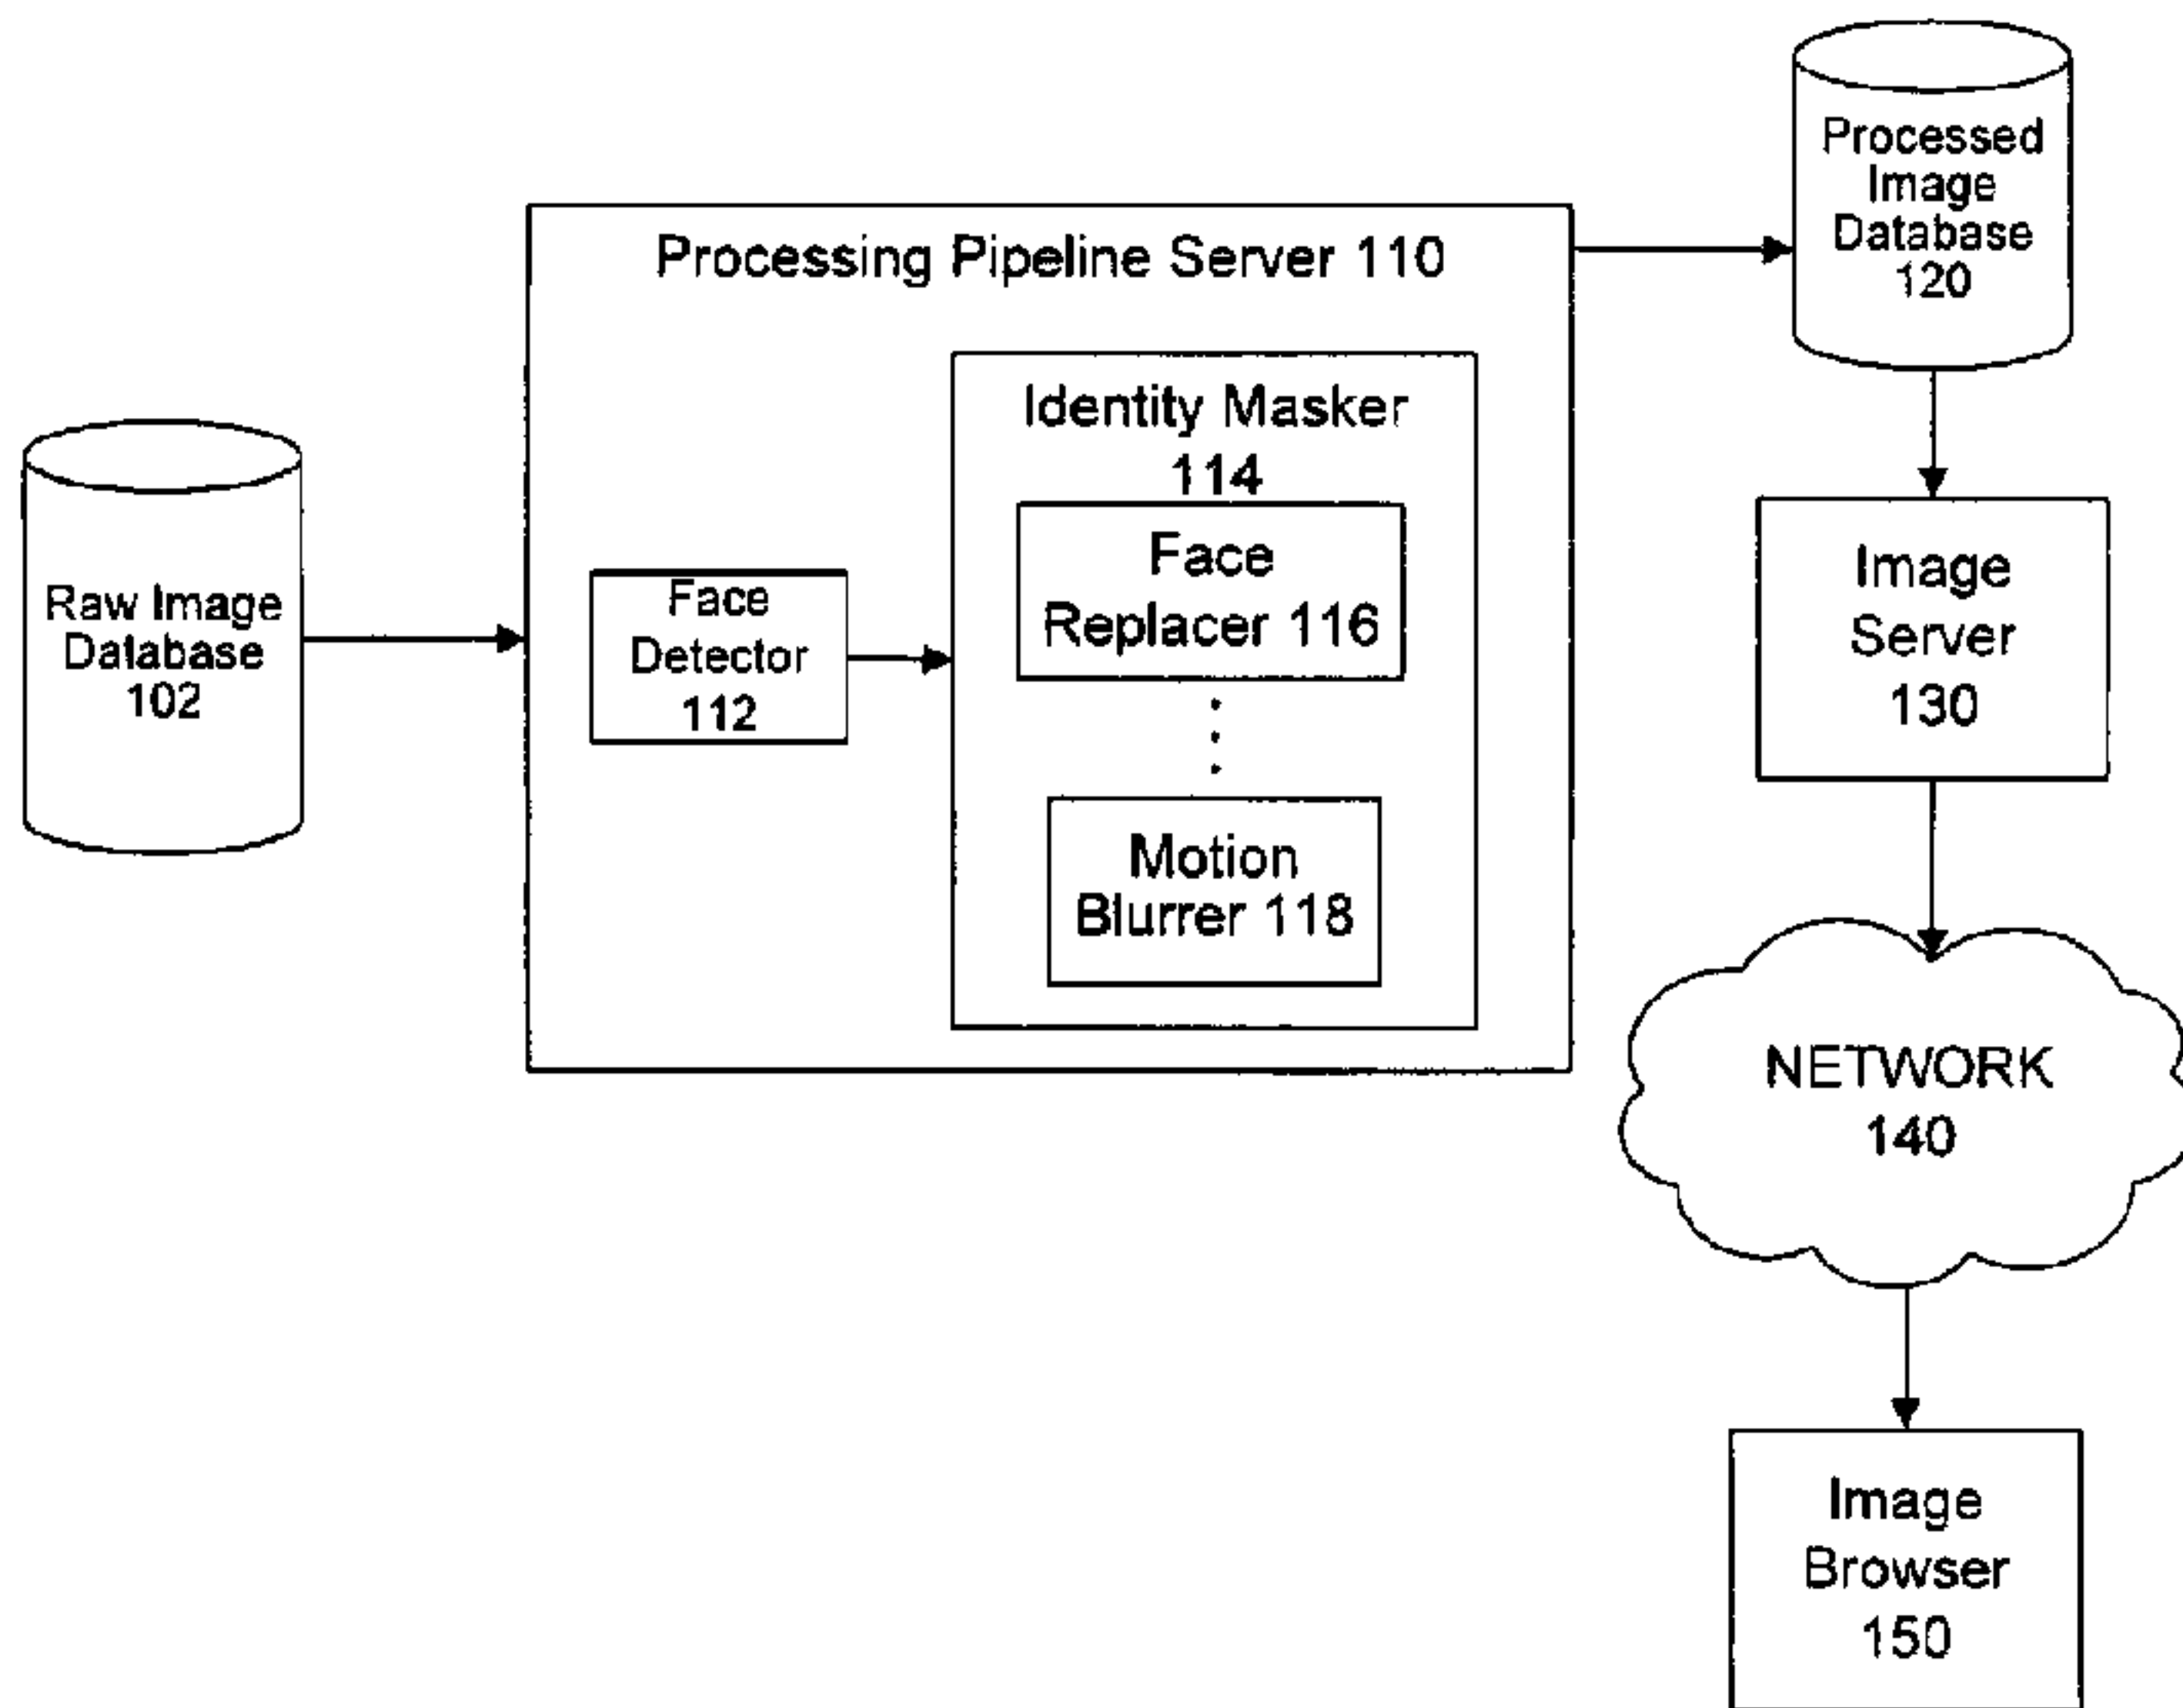 Raw Image
Database
102
Processing Pipeline Server 110
Face
Detector
112
Identity Masker
114
Face
Replacer 116
Motion
Blurrer 118
Processed
Image
Database
120
Image
Server
130
NETWORK
140
Image
Browser
150